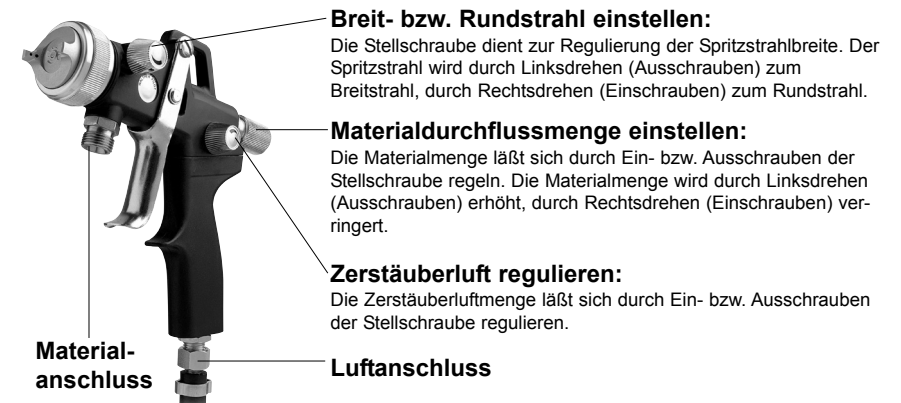 Breit- bzw. Rundstrahl einstellen:
Die Stellschraube dient zur Regulierung der Spritzstrahlbreite. Der
Spritzstrahl wird durch Linksdrehen (Ausschrauben) zum
Breitstrahl, durch Rechtsdrehen (Einschrauben) zum Rundstrahl.
Materialdurchflussmenge einstellen:
Die Materialmenge läßt sich durch Ein- bzw. Ausschrauben der
Stellschraube regeln. Die Materialmenge wird durch Linksdrehen
(Ausschrauben) erhöht, durch Rechtsdrehen (Einschrauben) ver-
ringert.
Zerstäuberluft regulieren:
Die Zerstäuberluftmenge läßt sich durch Ein- bzw. Ausschrauben
der Stellschraube regulieren.
Luftanschluss
Material-
anschluss